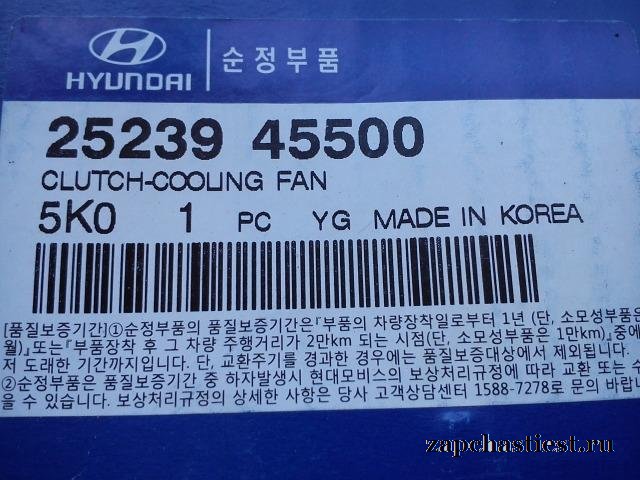 HYUNDAI 순정부품
25239 45500
CLUTCH-COOLING FAN
5K0 1 PC YG MADE IN KOREA
[품질보증기간]①순정부품의 품질보증기간은『부품의 차량장착일로부터 1년 (단, 소모성부품은
월)』또는『부품장착 후 그 차량 주행거리가 2만km 되는 시점(단, 소모성부품은 1만km)』중에
저 도래한 기간까지입니다. 단, 교환주기를 경과한 경우에는 품질보증대상에서 제외됩니다.
②순정부품은 품질보증기간 중 하자발생시 현대모비스의 보상처리규정에 따라 교환 또는 수
을 수 있습니다. 보상처리규정의 상세한 사항은 당사 고객상담센터 1588-7278로 문의 바랍니
zapchastiest.ru